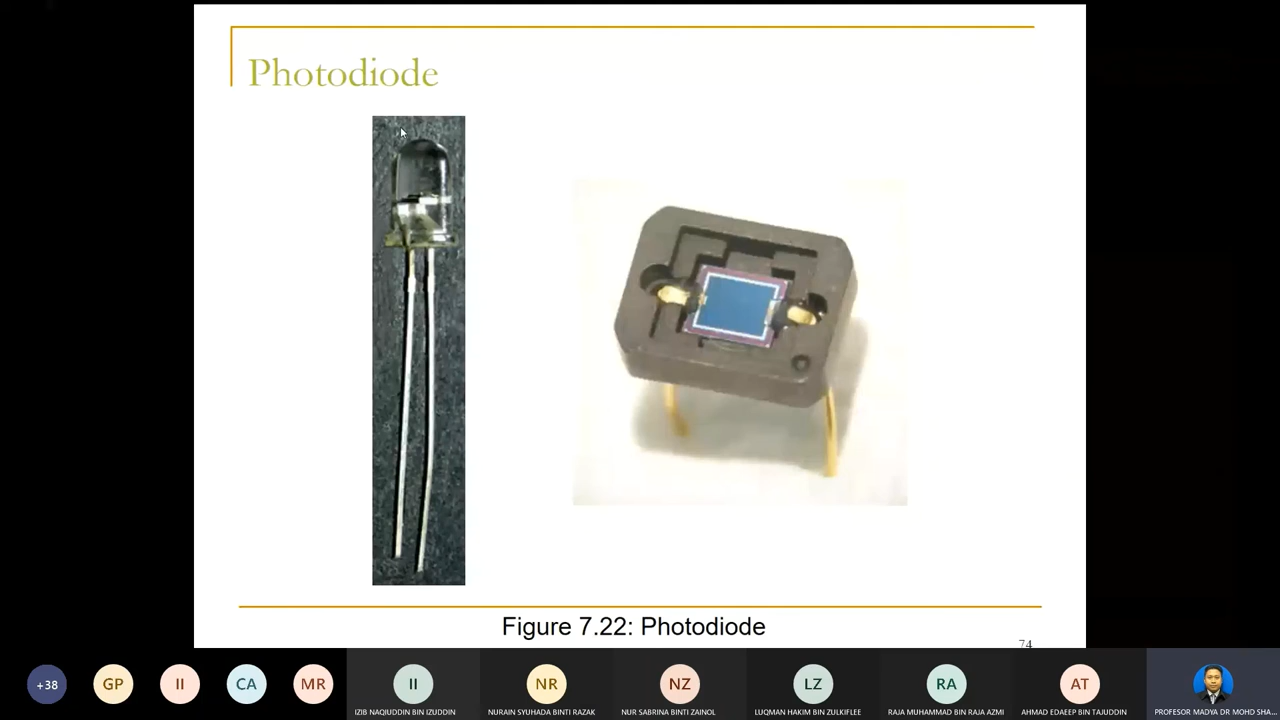 Photodiode
Figure 7.22: Photodiode
74
+38
GP
II
CA
MR
II
IZIB NAQIUDDIN BIN IZUDDIN
NR
NURAIN SYUHADA BINTI RAZAK
NZ
NUR SABRINA BINTI ZAINOL
LZ
LUQMAN HAKIM BIN ZULKIFLEE
RA
RAJA MUHAMMAD BIN RAJA AZMI
AT
AHMAD EDAEEP BIN TAJUDDIN
PROFESOR MADYA DR MOHD SHA...